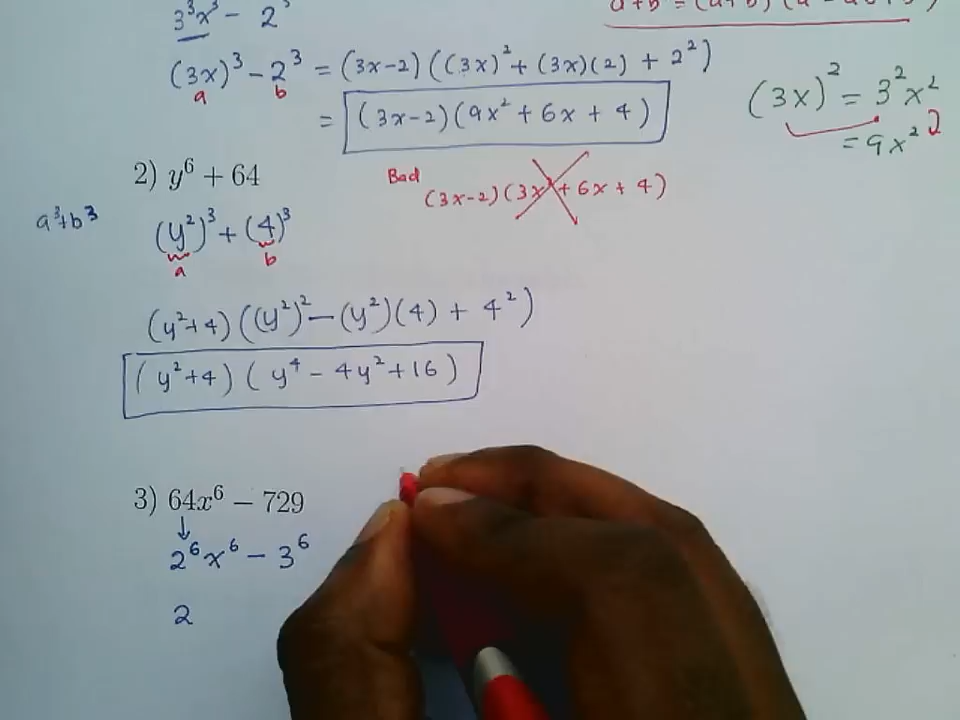 3³x³ - 2³
(3x)³ - 2³ = (3x-2)((3x)² + (3x)(2) + 2²)
a b
= (3x-2)(9x² + 6x + 4)
(3x)² = 3²x²
= 9x² 2
2) y⁶ + 64
Bad (3x-2)(3x² + 6x + 4)
a³+b³
(y²)³ + (4)³
a b
(y²+4)((y²)² - (y²)(4) + 4²)
(y²+4)(y⁴ - 4y² + 16)
3) 64x⁶ − 729
↓
2⁶x⁶ - 3⁶
2